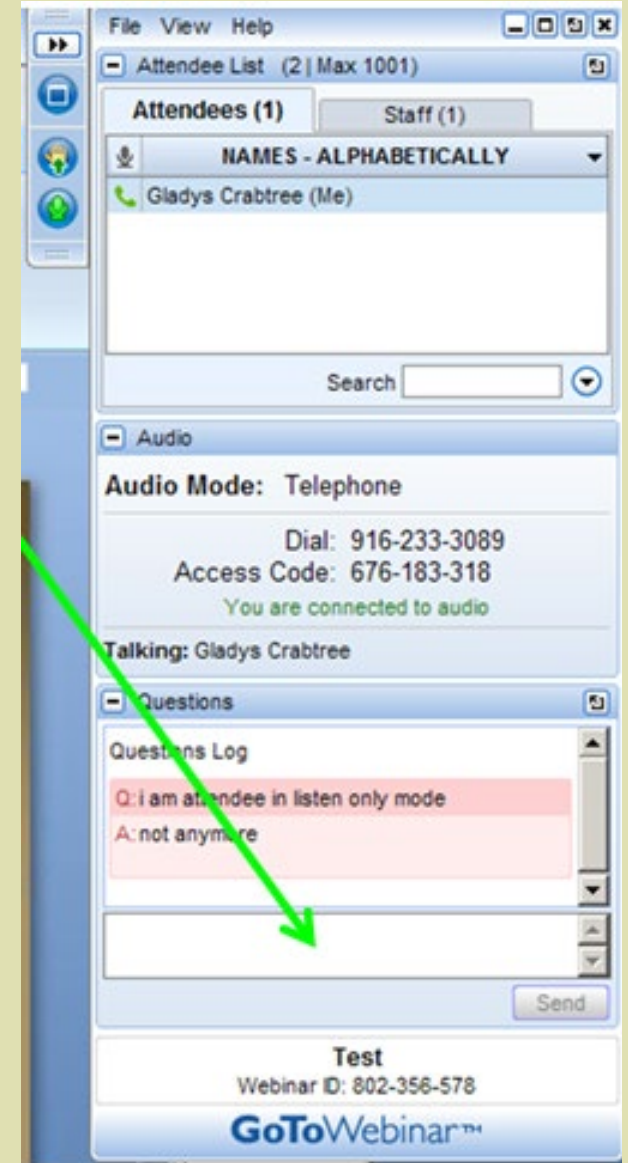 File View Help
Attendee List (2 | Max 1001)
Attendees (1) Staff (1)
NAMES - ALPHABETICALLY
Gladys Crabtree (Me)
Search
Audio
Audio Mode: Telephone
Dial: 916-233-3089
Access Code: 676-183-318
You are connected to audio
Talking: Gladys Crabtree
Questions
Questions Log
Q: i am attendee in listen only mode
A: not anymore
Send
Test
Webinar ID: 802-356-578
GoToWebinar™